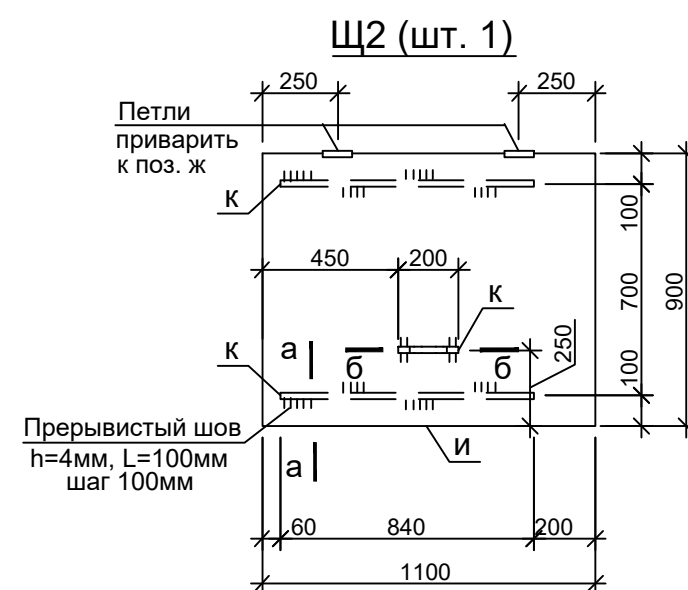 Щ2 (шт. 1)
250
250
Петли
приварить
к поз. ж
к
100
450
200
к
700
900
к
а
б
б
250
100
Прерывистый шов
h=4мм, L=100мм
шаг 100мм
а
и
60
840
200
1100